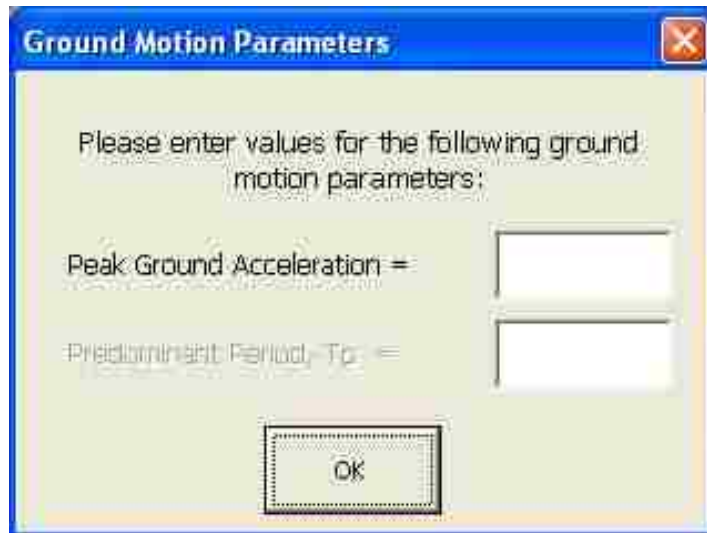 Ground Motion Parameters
Please enter values for the following ground
motion parameters:
Peak Ground Acceleration =
Predominant Period, Tp =
OK